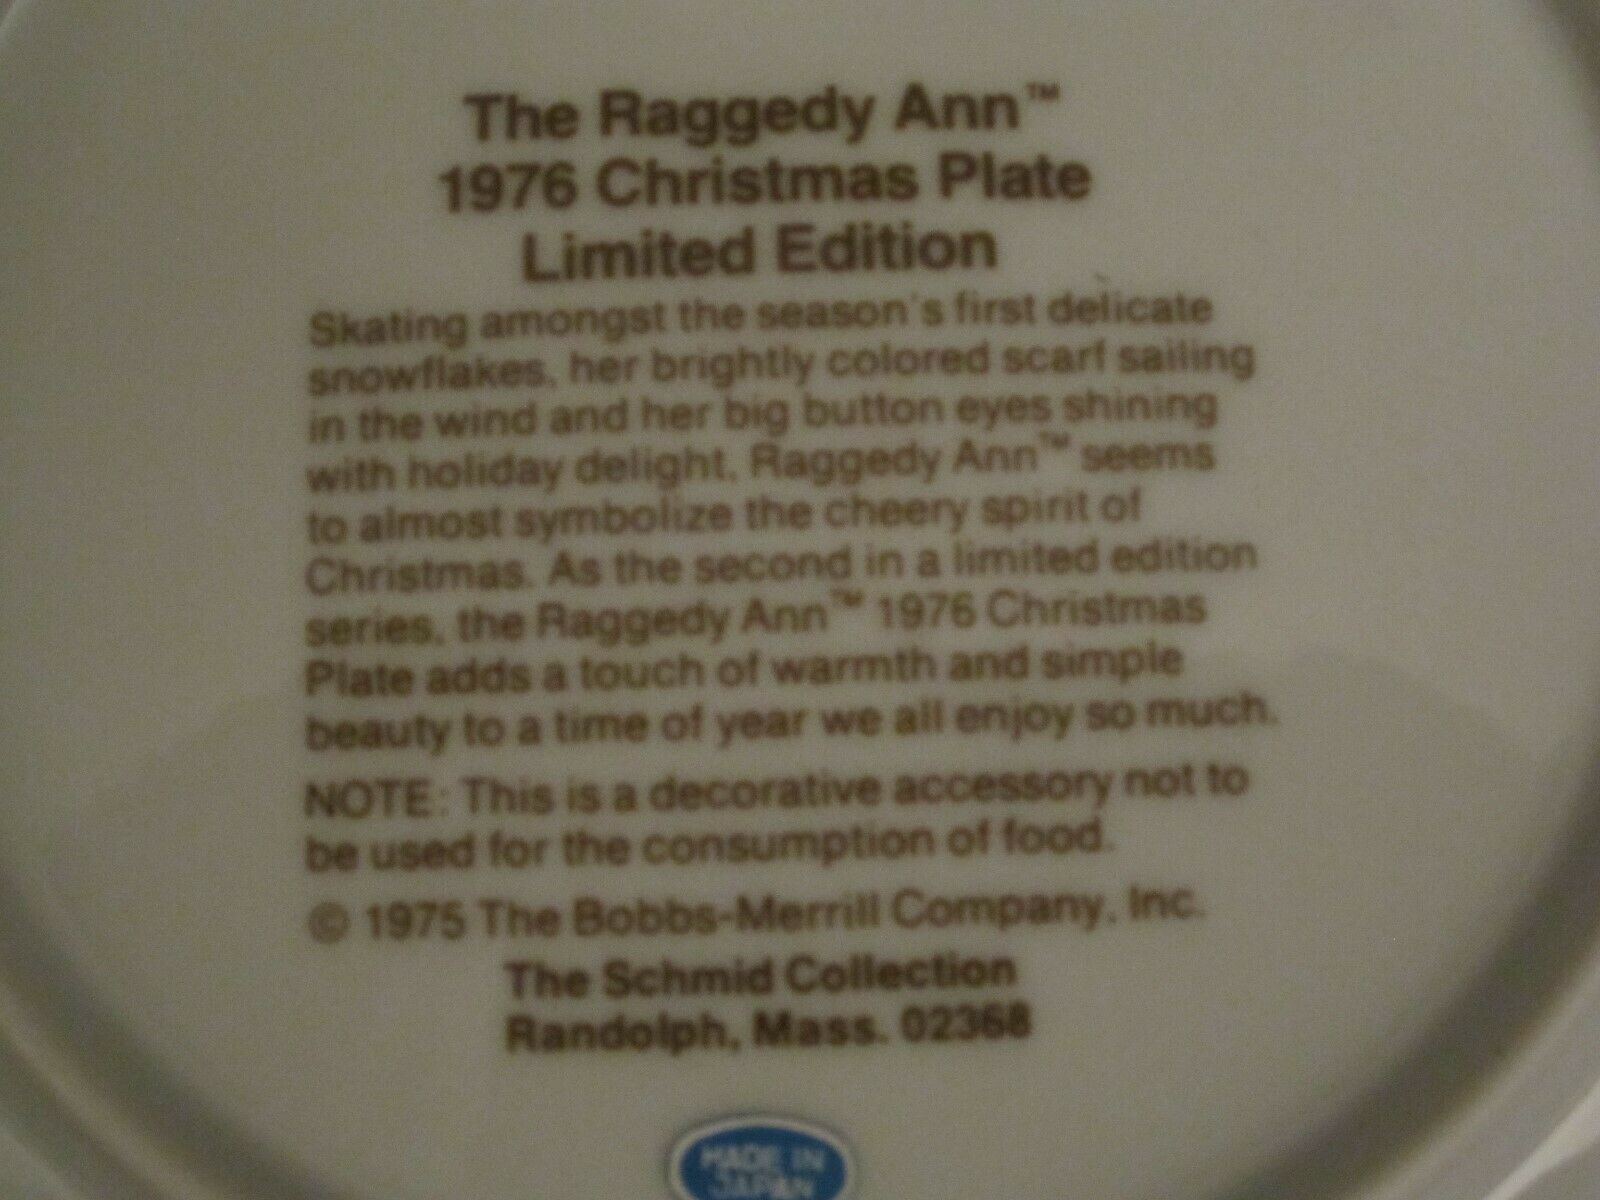 The Raggedy Ann™
1976 Christmas Plate
Limited Edition
Skating amongst the season's first delicate
snowflakes, her brightly colored scarf sailing
in the wind and her big button eyes shining
with holiday delight, Raggedy Ann™ seems
to almost symbolize the cheery spirit of
Christmas. As the second in a limited edition
series, the Raggedy Ann™ 1976 Christmas
Plate adds a touch of warmth and simple
beauty to a time of year we all enjoy so much.
NOTE: This is a decorative accessory not to
be used for the consumption of food.
© 1975 The Bobbs-Merrill Company, Inc.
The Schmid Collection
Randolph, Mass. 02368
MADE IN
JAPAN